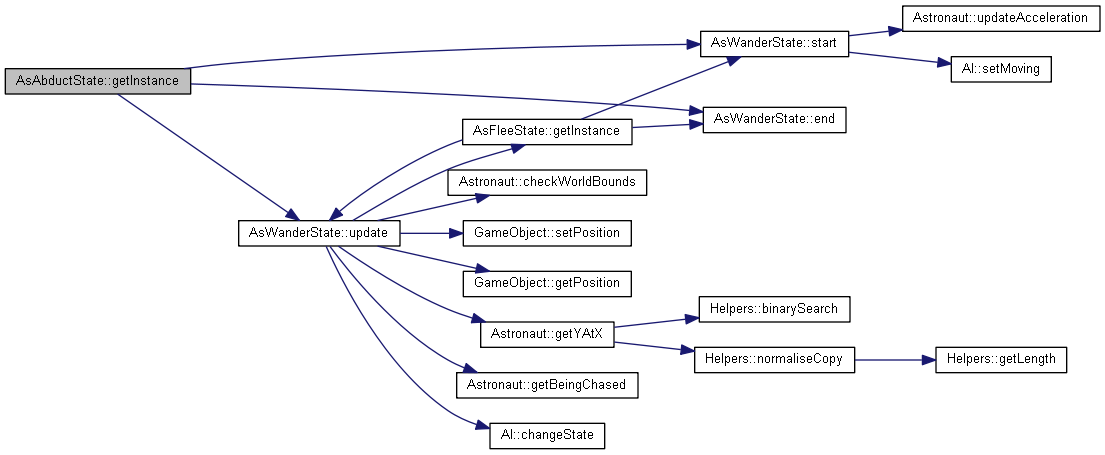 Astronaut::updateAcceleration
AsWanderState::start
AI::setMoving
AsAbductState::getInstance
AsWanderState::end
AsFleeState::getInstance
Astronaut::checkWorldBounds
AsWanderState::update
GameObject::setPosition
GameObject::getPosition
Helpers::binarySearch
Astronaut::getYAtX
Helpers::normaliseCopy
Helpers::getLength
Astronaut::getBeingChased
AI::changeState